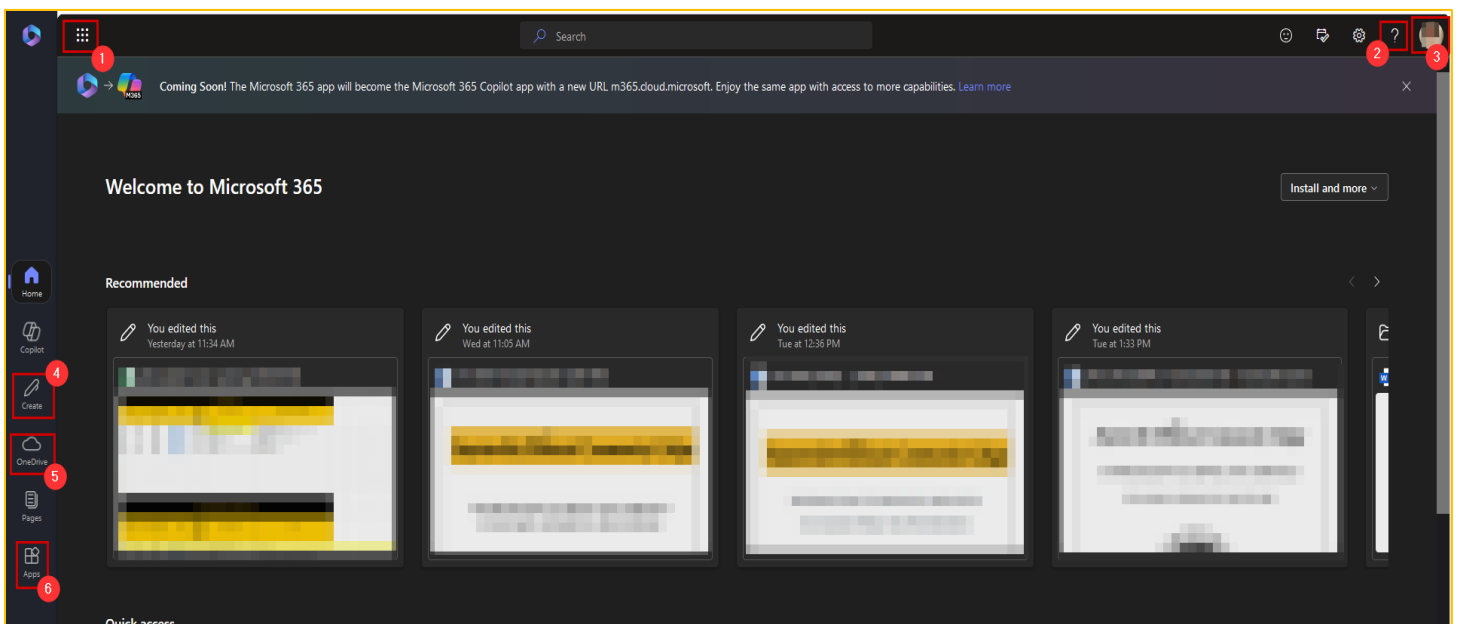 Search
?
1
2
3
M365
Coming Soon! The Microsoft 365 app will become the Microsoft 365 Copilot app with a new URL m365.cloud.microsoft. Enjoy the same app with access to more capabilities. Learn more
Welcome to Microsoft 365
Install and more
Home
Copilot
4
Create
OneDrive
5
Pages
Apps
6
Recommended
You edited this
Yesterday at 11:34 AM
You edited this
Wed at 11:05 AM
You edited this
Tue at 12:36 PM
You edited this
Tue at 1:33 PM
Quick access